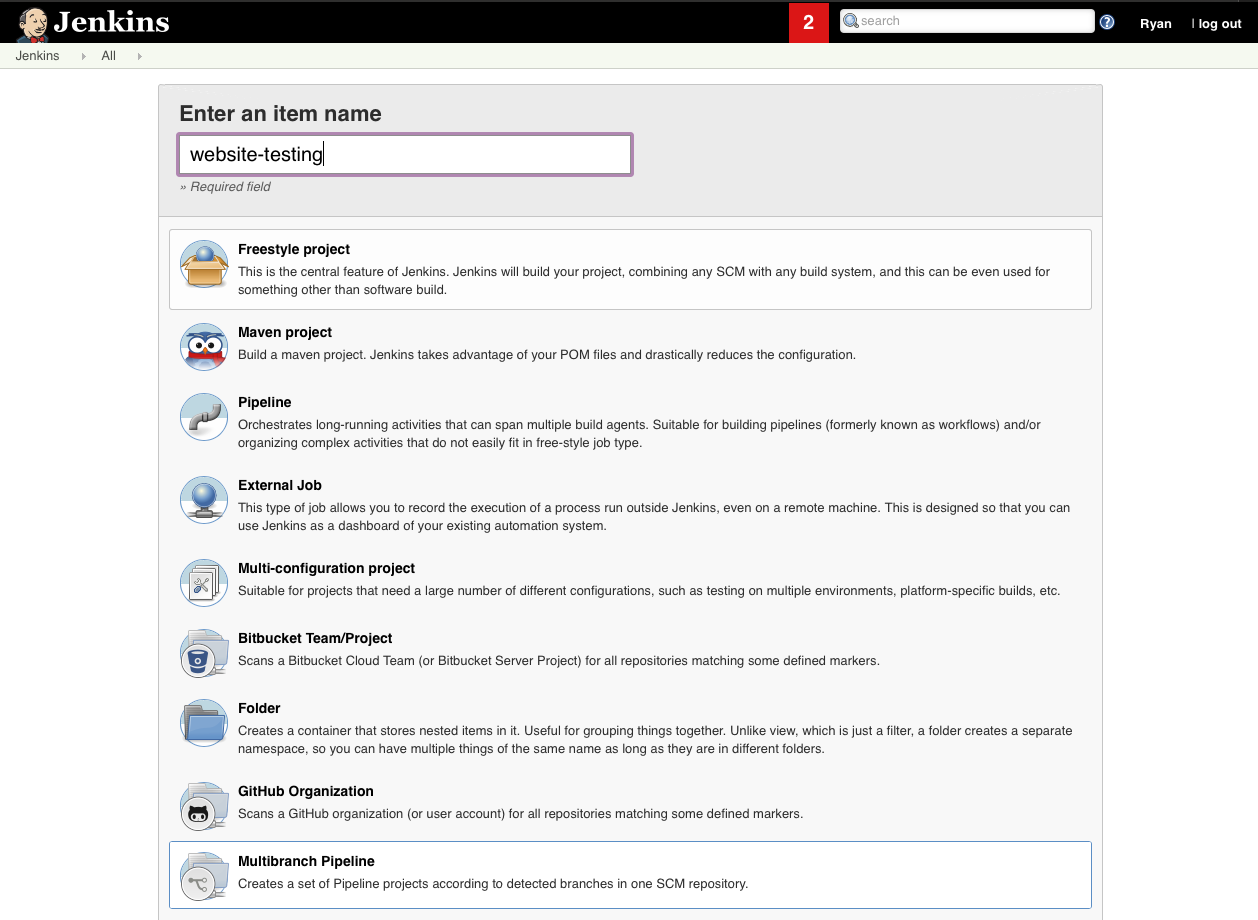 Jenkins
2
search
?
Ryan
| log out
Jenkins
All
Enter an item name
website-testing
» Required field
Freestyle project
This is the central feature of Jenkins. Jenkins will build your project, combining any SCM with any build system, and this can be even used for
something other than software build.
Maven project
Build a maven project. Jenkins takes advantage of your POM files and drastically reduces the configuration.
Pipeline
Orchestrates long-running activities that can span multiple build agents. Suitable for building pipelines (formerly known as workflows) and/or
organizing complex activities that do not easily fit in free-style job type.
External Job
This type of job allows you to record the execution of a process run outside Jenkins, even on a remote machine. This is designed so that you can
use Jenkins as a dashboard of your existing automation system.
Multi-configuration project
Suitable for projects that need a large number of different configurations, such as testing on multiple environments, platform-specific builds, etc.
Bitbucket Team/Project
Scans a Bitbucket Cloud Team (or Bitbucket Server Project) for all repositories matching some defined markers.
Folder
Creates a container that stores nested items in it. Useful for grouping things together. Unlike view, which is just a filter, a folder creates a separate
namespace, so you can have multiple things of the same name as long as they are in different folders.
GitHub Organization
Scans a GitHub organization (or user account) for all repositories matching some defined markers.
Multibranch Pipeline
Creates a set of Pipeline projects according to detected branches in one SCM repository.